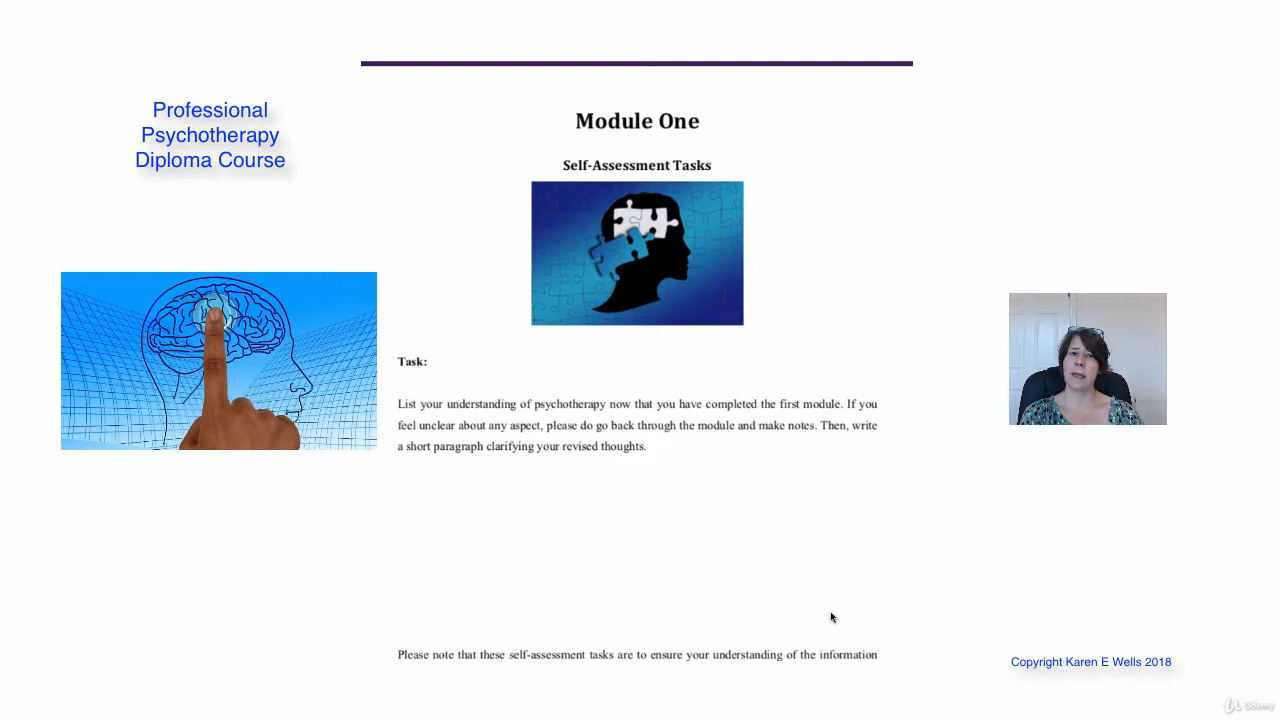 Professional
Psychotherapy
Diploma Course
Module One
Self-Assessment Tasks
Task:
List your understanding of psychotherapy now that you have completed the first module. If you
feel unclear about any aspect, please do go back through the module and make notes. Then, write
a short paragraph clarifying your revised thoughts.
Please note that these self-assessment tasks are to ensure your understanding of the information
Copyright Karen E Wells 2018
Udemy